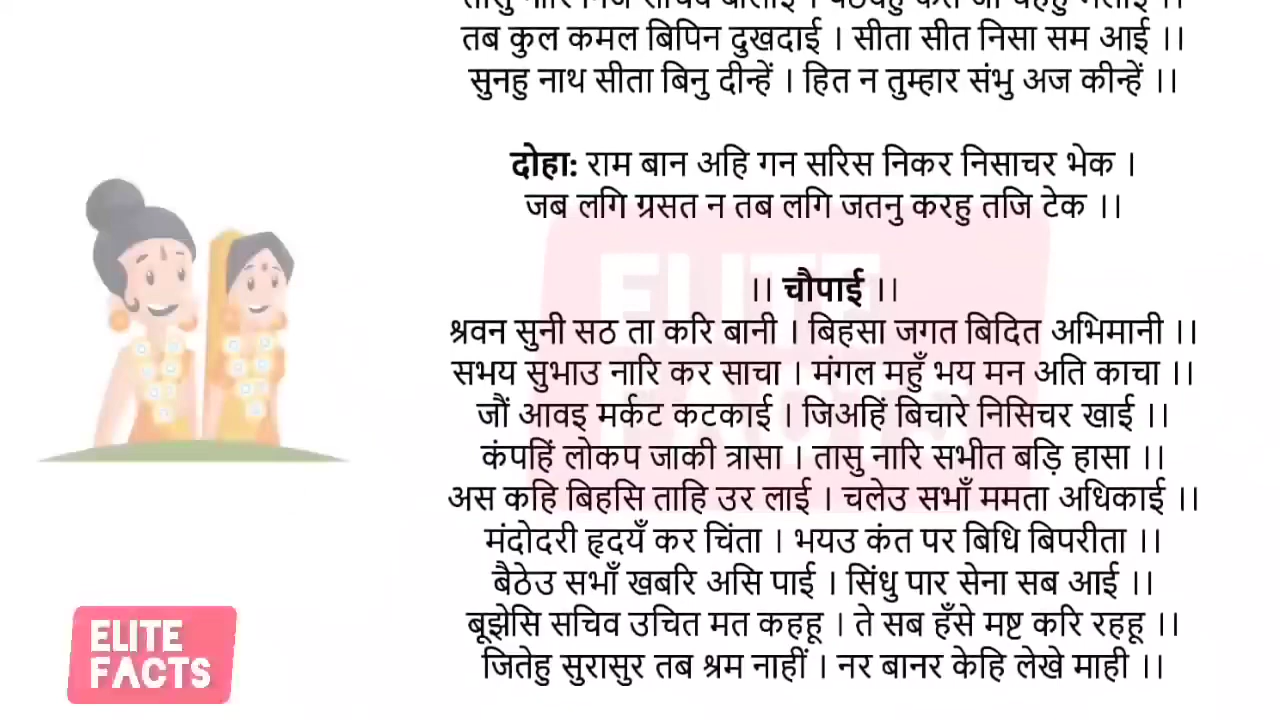 तब कुल कमल बिपिन दुखदाई । सीता सीत निसा सम आई ।।
सुनहु नाथ सीता बिनु दीन्हें । हित न तुम्हार संभु अज कीन्हें ।।
दोहा: राम बान अहि गन सरिस निकर निसाचर भेक ।
जब लगि ग्रसत न तब लगि जतनु करहु तजि टेक ।।
।। चौपाई ।।
श्रवन सुनी सठ ता करि बानी । बिहसा जगत बिदित अभिमानी ।।
सभय सुभाउ नारि कर साचा । मंगल महुँ भय मन अति काचा ।।
जौं आवइ मर्कट कटकाई । जिअहिं बिचारे निसिचर खाई ।।
कंपहिं लोकप जाकी त्रासा । तासु नारि सभीत बड़ि हासा ।।
अस कहि बिहसि ताहि उर लाई । चलेउ सभाँ ममता अधिकाई ।।
मंदोदरी हृदयँ कर चिंता । भयउ कंत पर बिधि बिपरीता ।।
बैठेउ सभाँ खबरि असि पाई । सिंधु पार सेना सब आई ।।
बूझेसि सचिव उचित मत कहहू । ते सब हँसे मष्ट करि रहहू ।।
जितेहु सुरासुर तब श्रम नाहीं । नर बानर केहि लेखे माही ।।
ELITE
FACTS
ELITE
FACTS